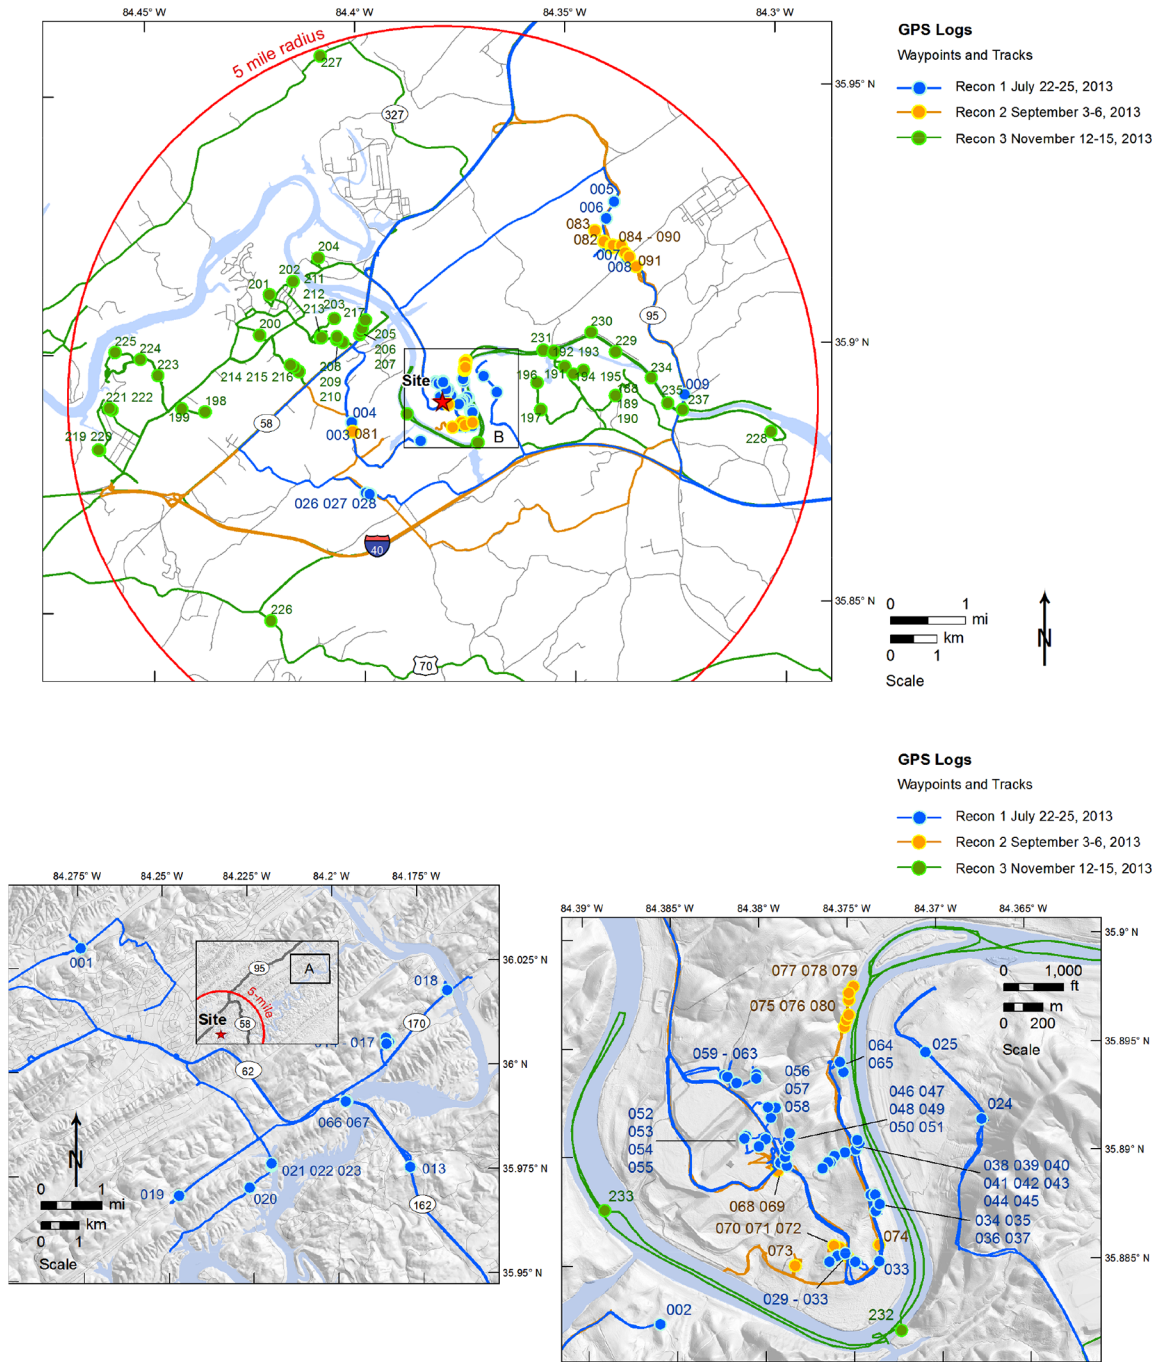 84.45° W
84.4° W
84.35° W
84.3° W
GPS Logs
Waypoints and Tracks
Recon 1 July 22-25, 2013
Recon 2 September 3-6, 2013
Recon 3 November 12-15, 2013
5 mile radius
227
327
35.95° N
005
006
083
082
084 - 090
007
008
091
95
204
202
201
211
212
213
203
217
200
205
206
207
208
209
210
214 215 216
225
224
223
221
222
199
198
219 220
58
004
003
081
Site
B
026 027 028
40
226
70
230
231
192
193
229
191
194
195
196
197
188
189
190
234
235
009
237
228
35.9° N
35.85° N
0 1
mi
km
0 1
Scale
N
GPS Logs
Waypoints and Tracks
Recon 1 July 22-25, 2013
Recon 2 September 3-6, 2013
Recon 3 November 12-15, 2013
84.275° W
84.25° W
84.225° W
84.2° W
84.175° W
001
95
A
5-mile
Site
58
018
36.025° N
017
170
62
36° N
066 067
N
021 022 023
013
35.975° N
019
020
162
0 1
mi
km
0 1
Scale
35.95° N
84.39° W
84.385° W
84.38° W
84.375° W
84.37° W
84.365° W
35.9° N
077 078 079
075 076 080
0 1,000
ft
m
0 200
Scale
064
065
025
35.895° N
059 - 063
056
057
058
046 047
048 049
050 051
024
052
053
054
055
35.89° N
038 039 040
041 042 043
044 045
034 035
036 037
233
068 069
070 071 072
073
074
033
35.885° N
029 - 033
002
232